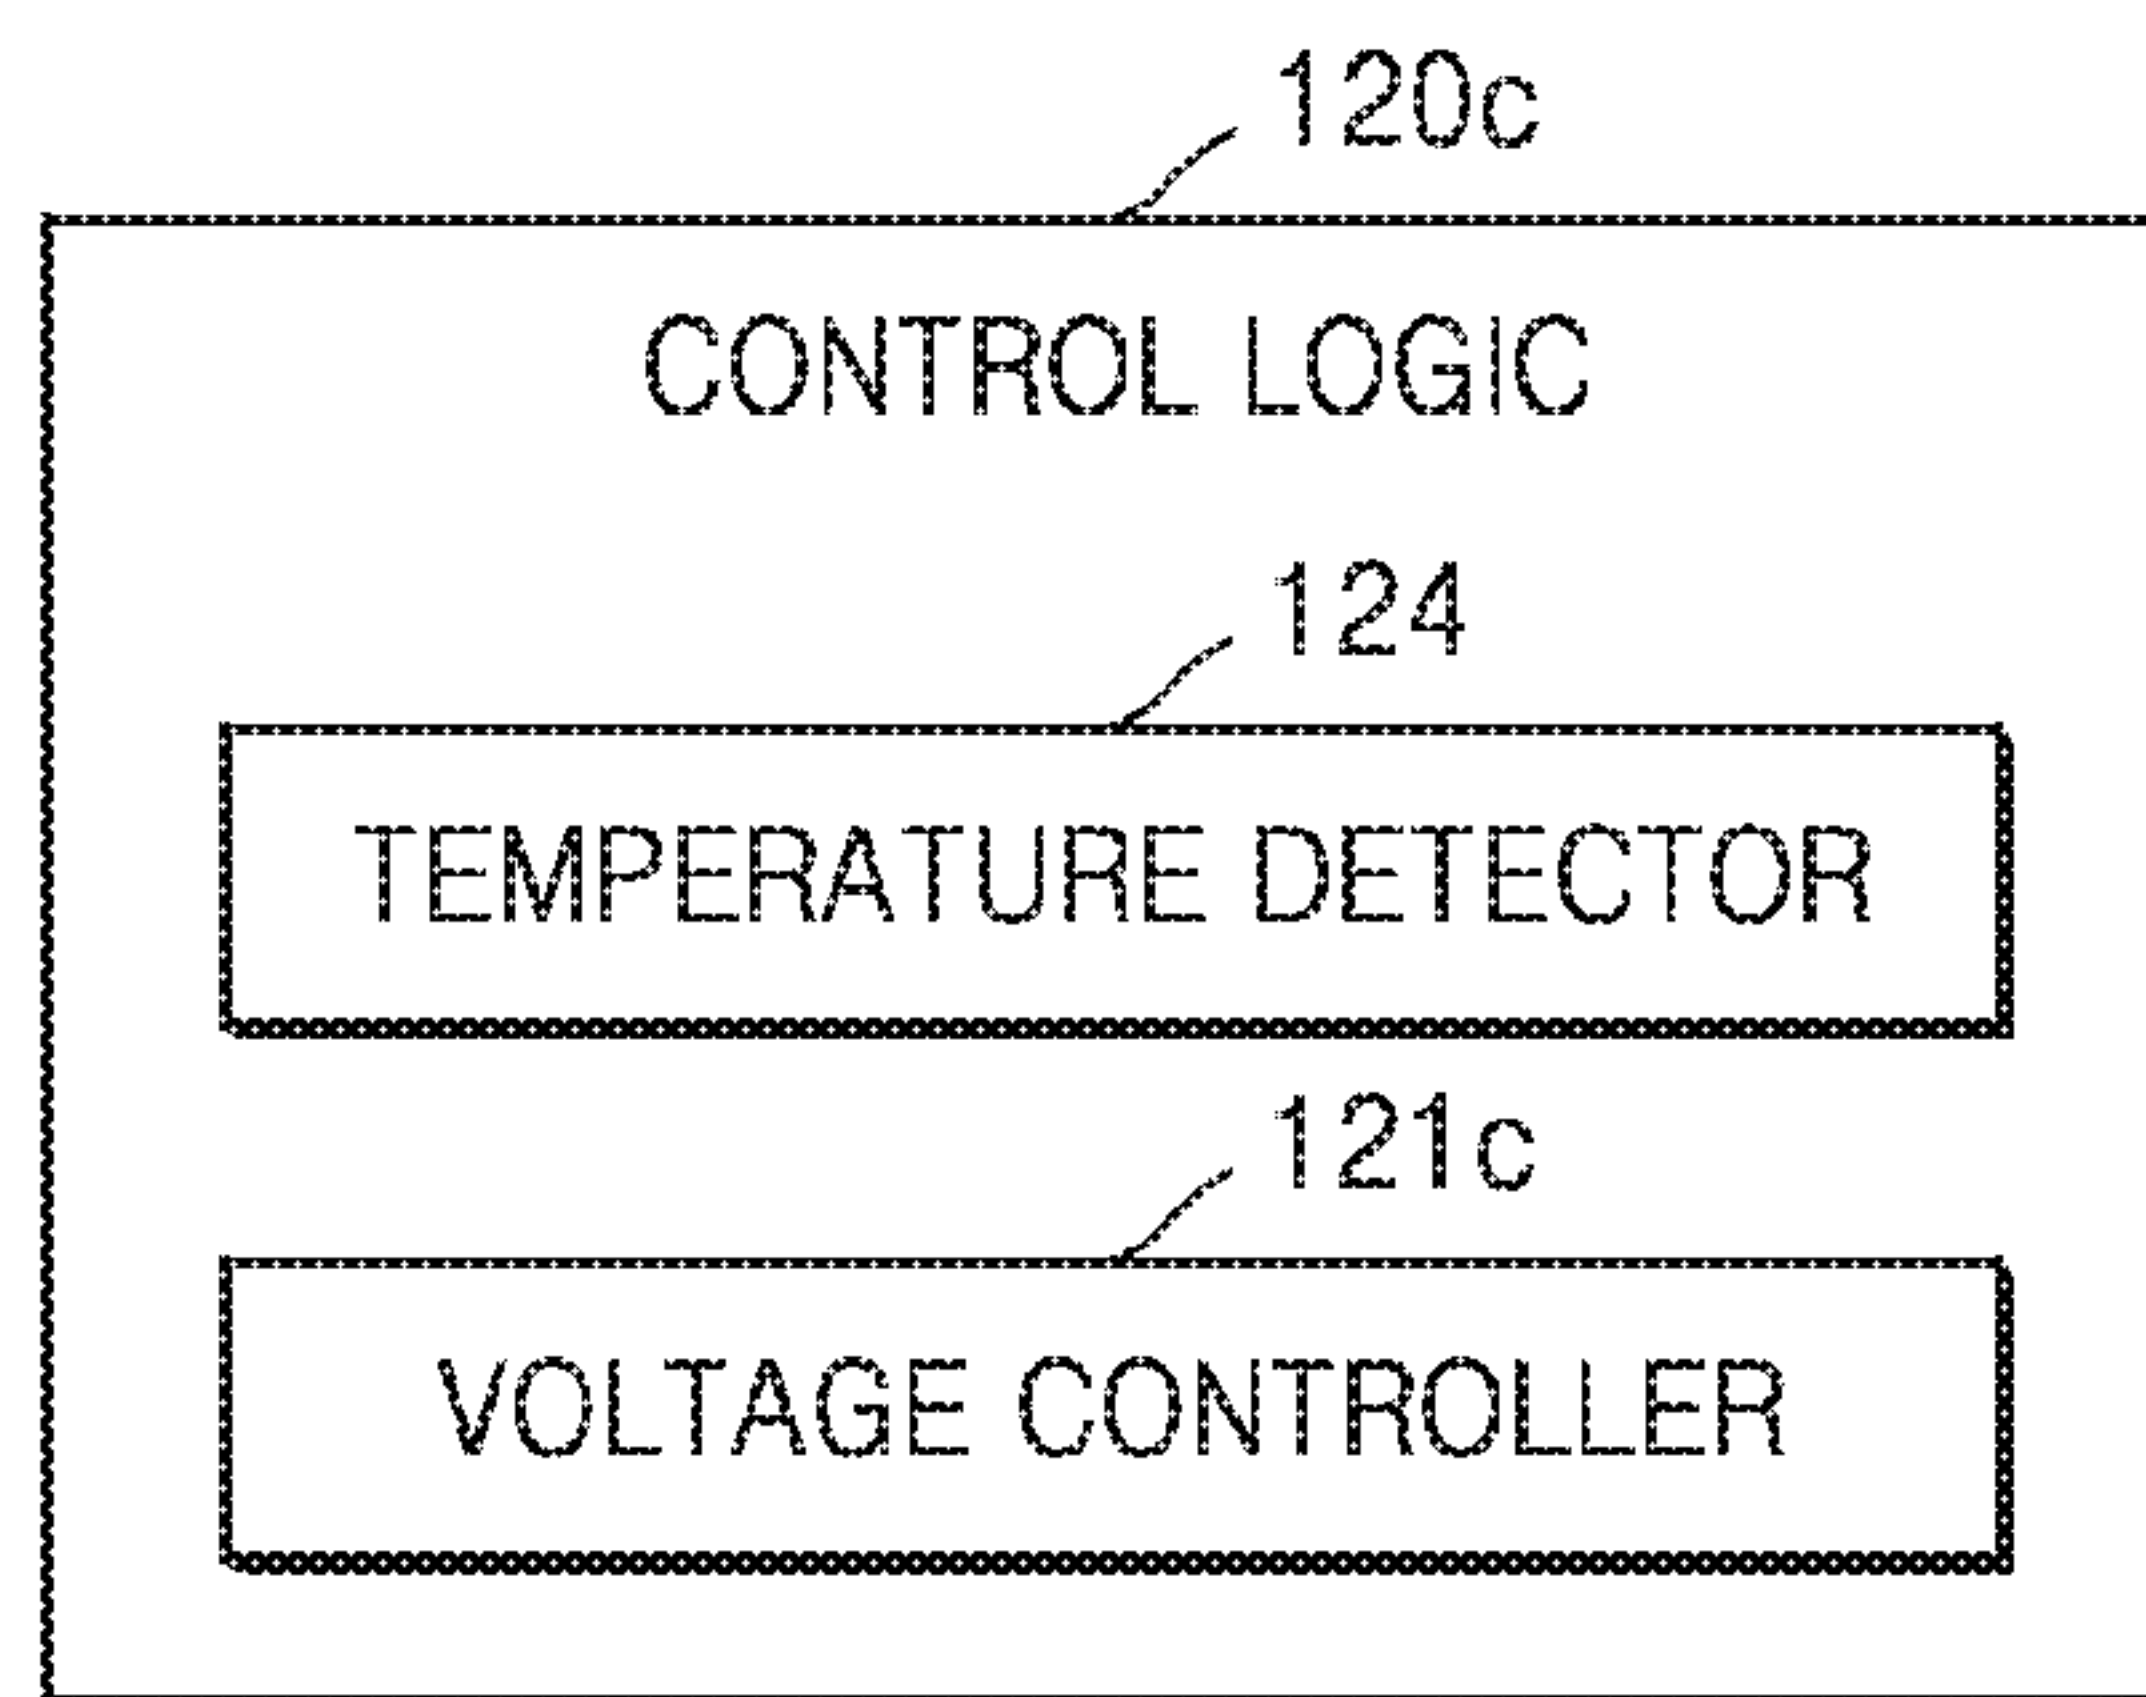 120c
CONTROL LOGIC
124
TEMPERATURE DETECTOR
121c
VOLTAGE CONTROLLER